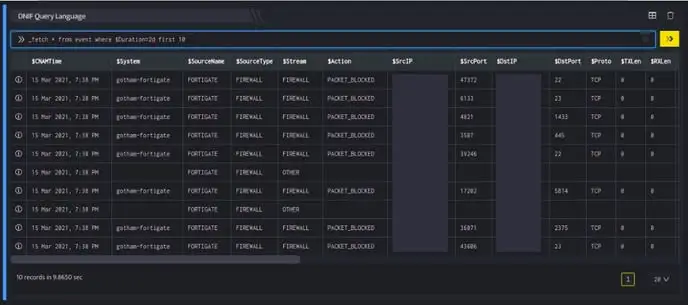 DNIF Query Language
_fetch * from event where $Duration=2d first 10
$CNAMTime $System $SourceName $SourceType $Stream $Action $SrcIP $SrcPort $DstIP $DstPort $Proto $TXLen $RXLen
15 Mar 2021, 7:38 PM gotham-fortigate FORTIGATE FIREWALL FIREWALL PACKET_BLOCKED 47372 22 TCP 0 0
15 Mar 2021, 7:38 PM gotham-fortigate FORTIGATE FIREWALL FIREWALL PACKET_BLOCKED 6133 23 TCP 0 0
15 Mar 2021, 7:38 PM gotham-fortigate FORTIGATE FIREWALL FIREWALL PACKET_BLOCKED 4821 1433 TCP 0 0
15 Mar 2021, 7:38 PM gotham-fortigate FORTIGATE FIREWALL FIREWALL PACKET_BLOCKED 3587 445 TCP 0 0
15 Mar 2021, 7:38 PM gotham-fortigate FORTIGATE FIREWALL FIREWALL PACKET_BLOCKED 39246 22 TCP 0 0
15 Mar 2021, 7:38 PM FORTIGATE FIREWALL OTHER
15 Mar 2021, 7:38 PM gotham-fortigate FORTIGATE FIREWALL FIREWALL PACKET_BLOCKED 17202 5814 TCP 0 0
15 Mar 2021, 7:38 PM FORTIGATE FIREWALL OTHER
15 Mar 2021, 7:38 PM gotham-fortigate FORTIGATE FIREWALL FIREWALL PACKET_BLOCKED 36071 2375 TCP 0 0
15 Mar 2021, 7:38 PM gotham-fortigate FORTIGATE FIREWALL FIREWALL PACKET_BLOCKED 43606 23 TCP 0 0
10 records in 9.8650 sec 1 20